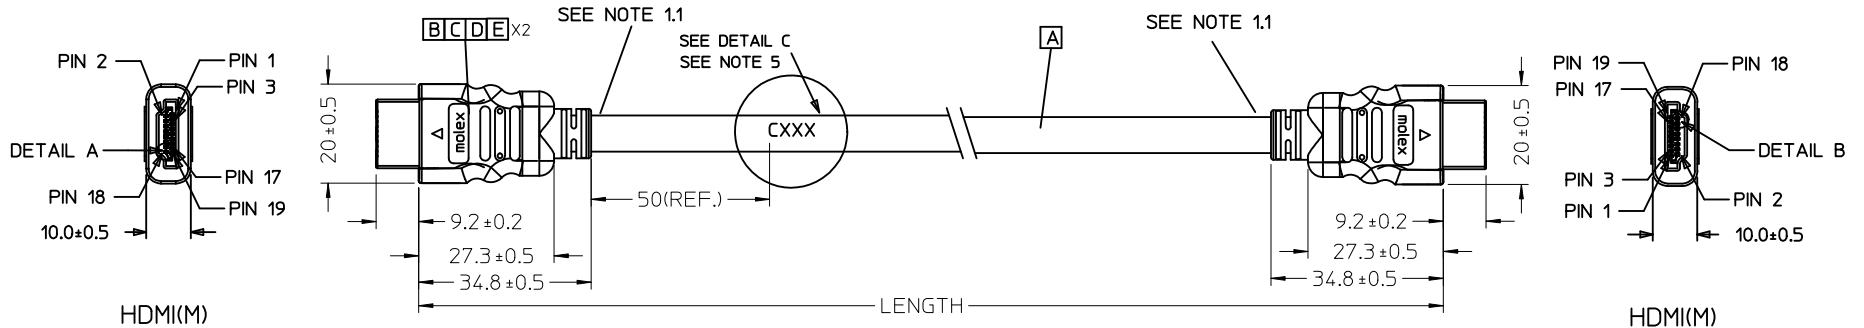 SEE NOTE 1.1
B C D E X2
SEE DETAIL C
SEE NOTE 5
A
SEE NOTE 1.1
PIN 2
PIN 1
PIN 3
DETAIL A
PIN 18
PIN 17
PIN 19
10.0±0.5
HDMI(M)
20±0.5
molex
CXXX
50(REF.)
9.2±0.2
27.3±0.5
34.8±0.5
LENGTH
molex
20±0.5
9.2±0.2
27.3±0.5
34.8±0.5
PIN 19
PIN 18
PIN 17
DETAIL B
PIN 3
PIN 2
PIN 1
10.0±0.5
HDMI(M)